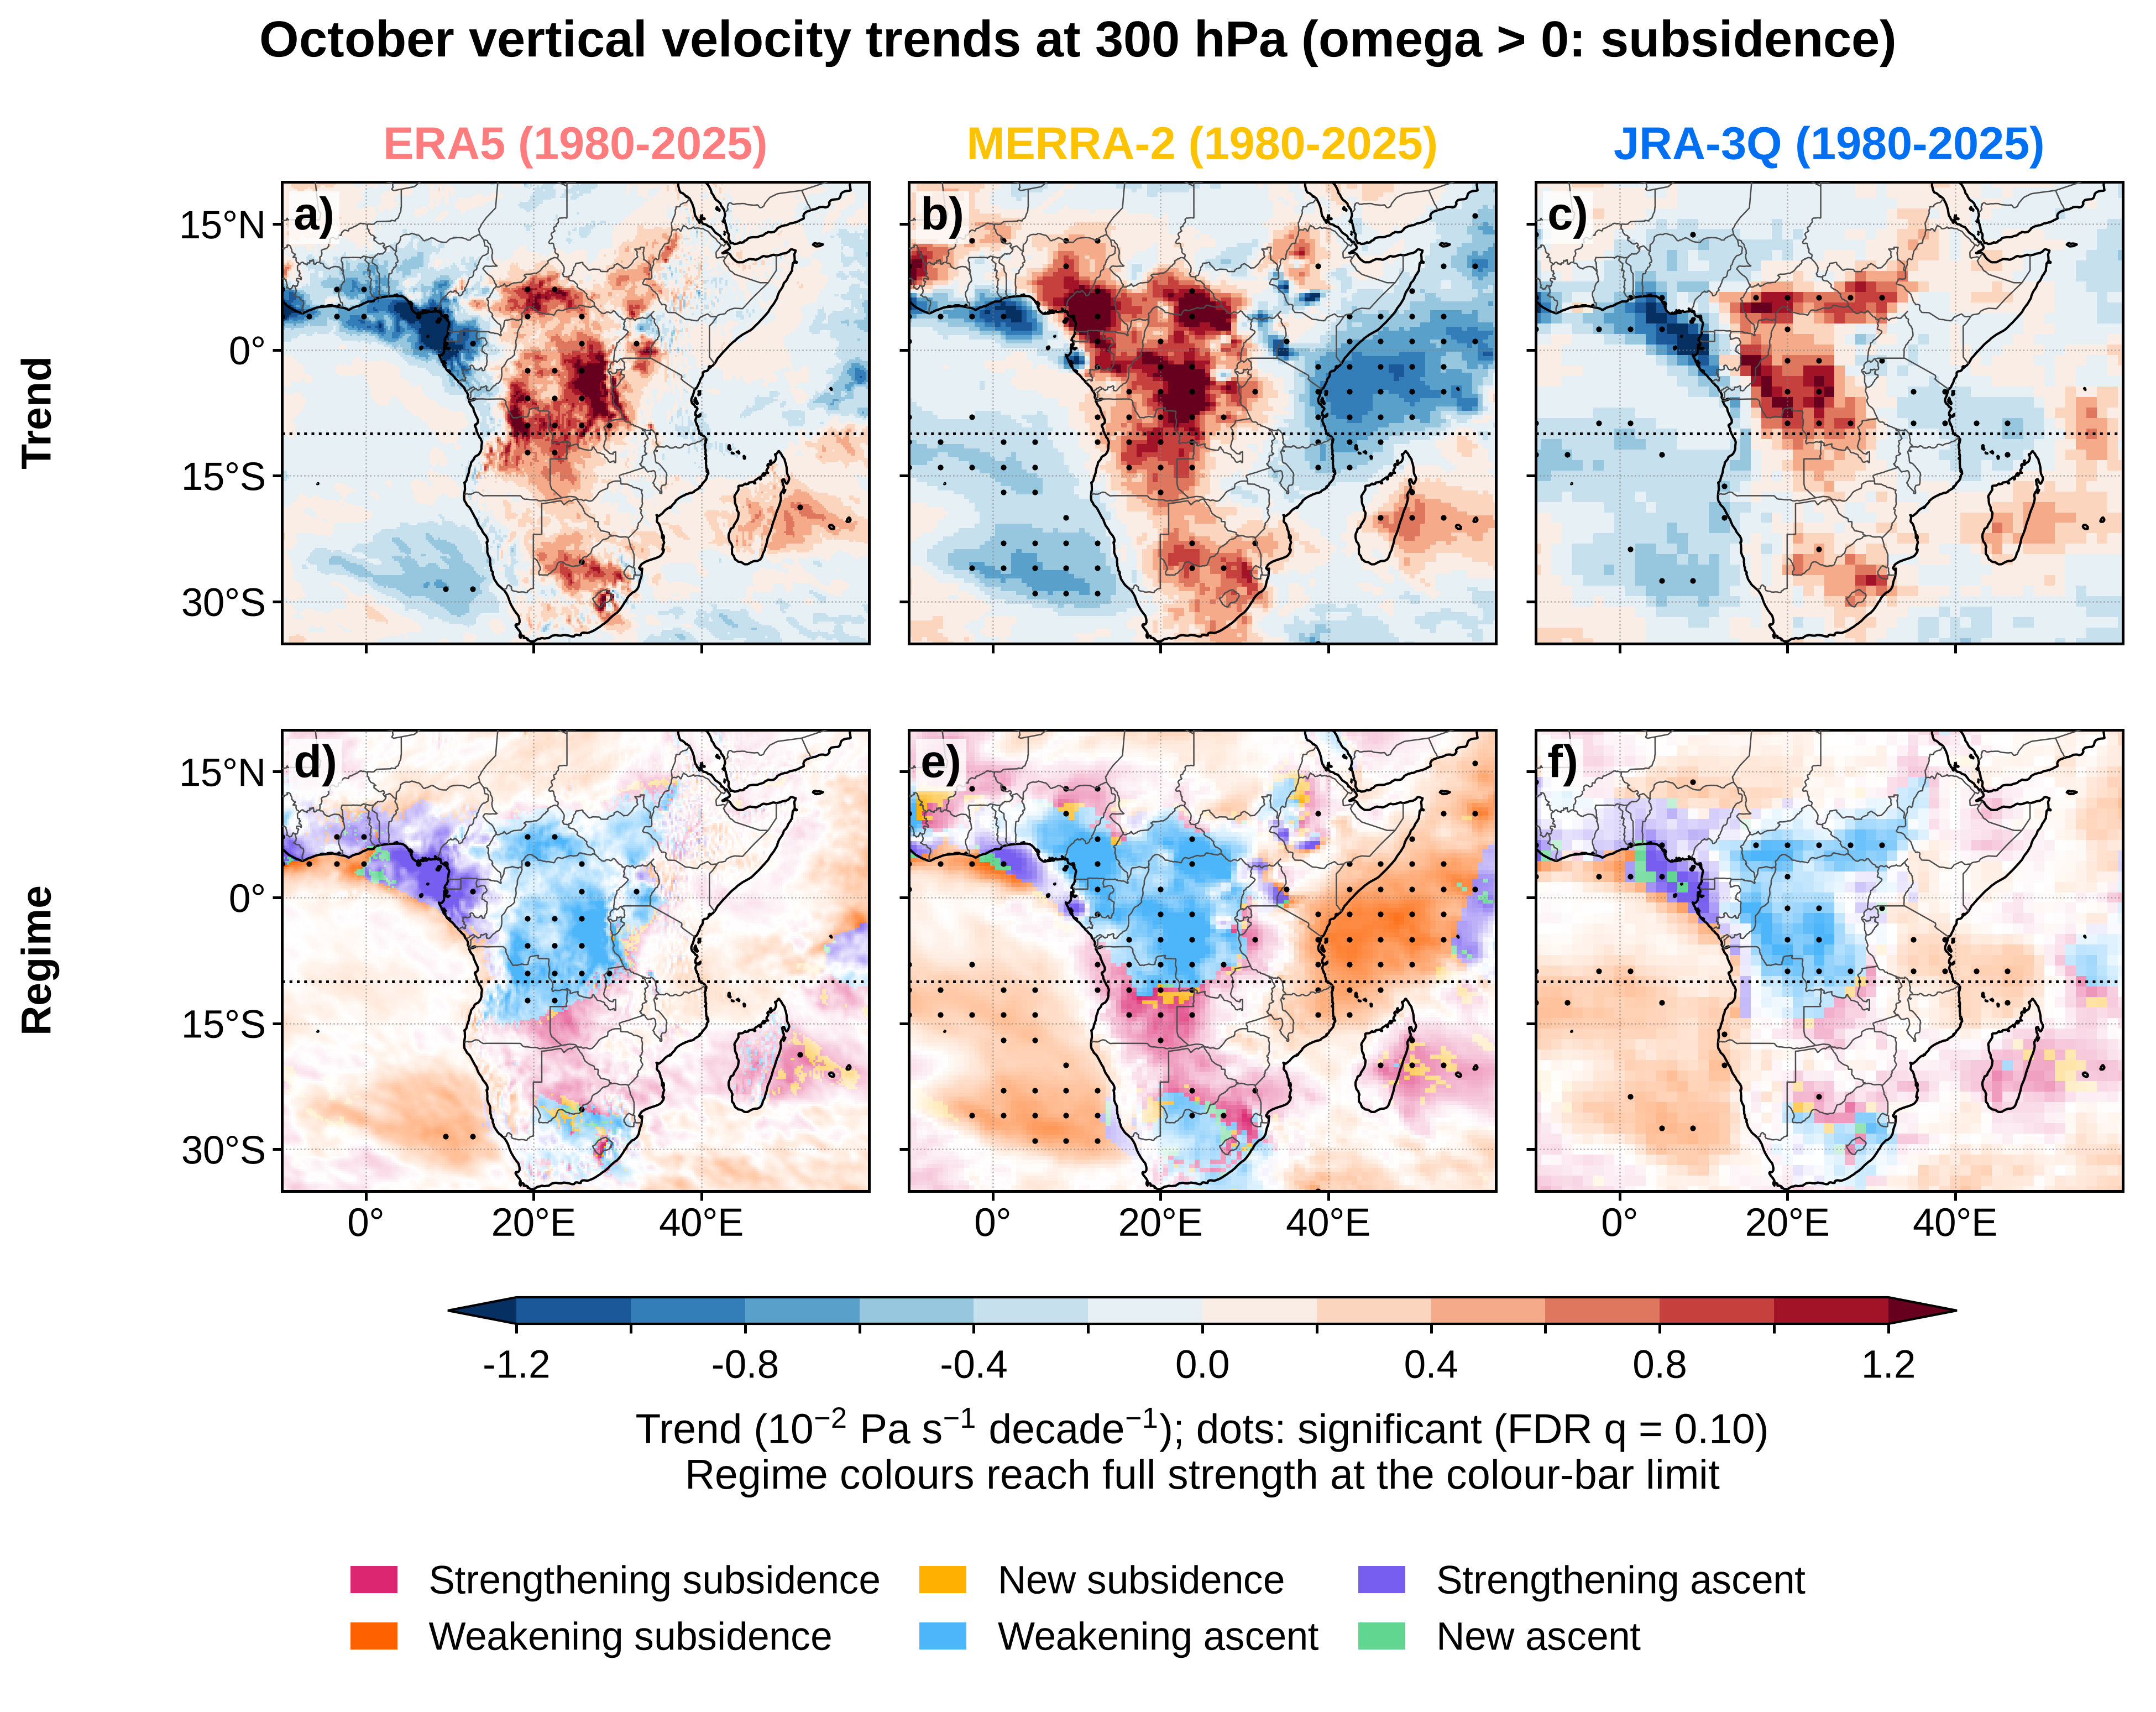 October vertical velocity trends at 300 hPa (omega > 0: subsidence)
ERA5 (1980-2025)
MERRA-2 (1980-2025)
JRA-3Q (1980-2025)
Trend
a)
b)
c)
15°N
0°
15°S
30°S
Regime
d)
e)
f)
15°N
0°
15°S
30°S
0° 20°E 40°E
0° 20°E 40°E
0° 20°E 40°E
-1.2 -0.8 -0.4 0.0 0.4 0.8 1.2
Trend (10⁻² Pa s⁻¹ decade⁻¹); dots: significant (FDR q = 0.10)
Regime colours reach full strength at the colour-bar limit
Strengthening subsidence New subsidence Strengthening ascent
Weakening subsidence Weakening ascent New ascent